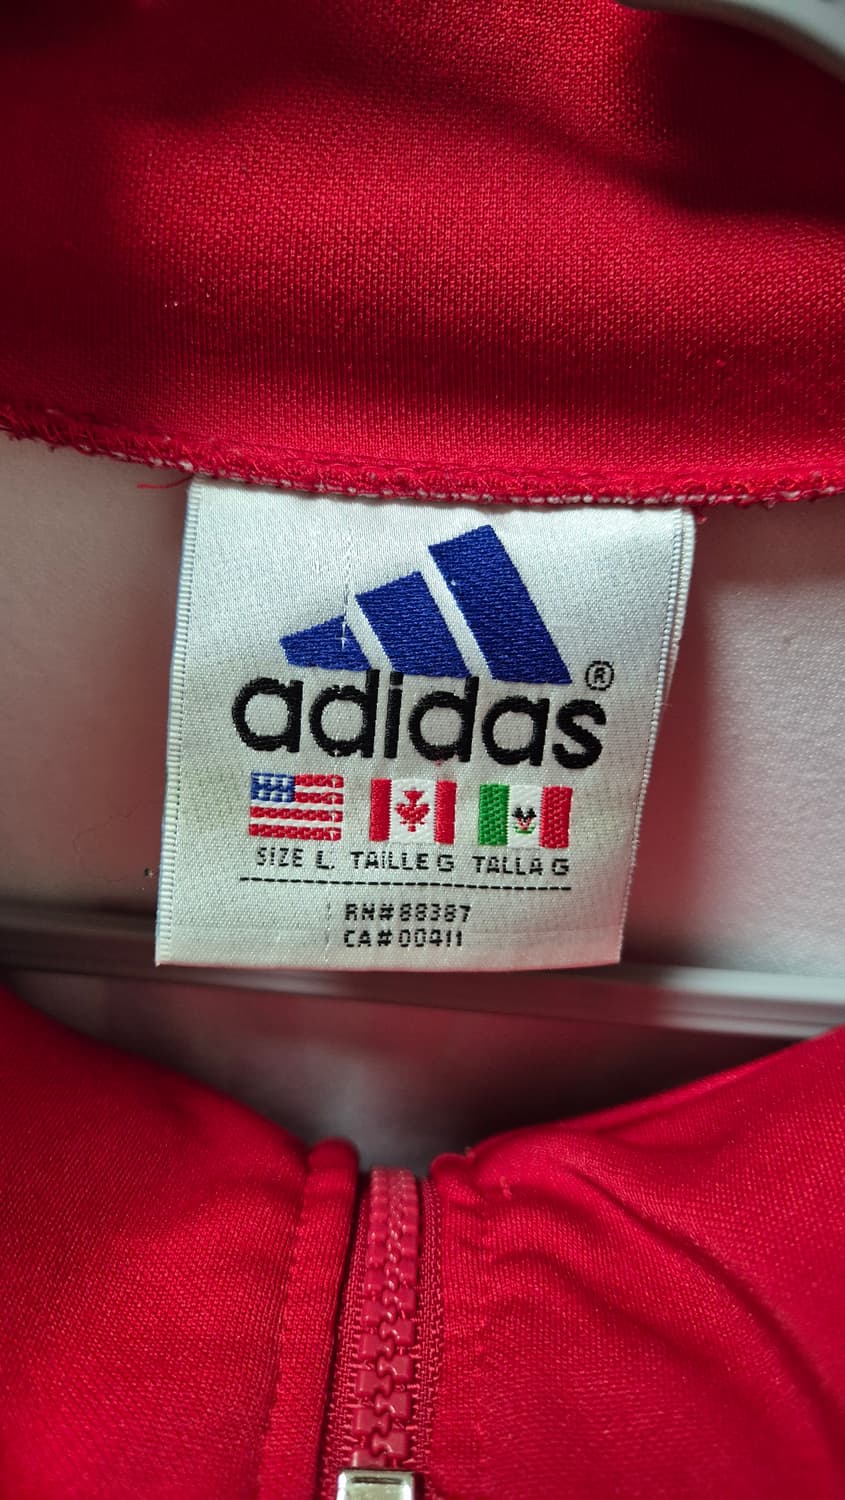 adidas®
SIZE L. TAILLE G TALLA G
RN#88387
CA#00411